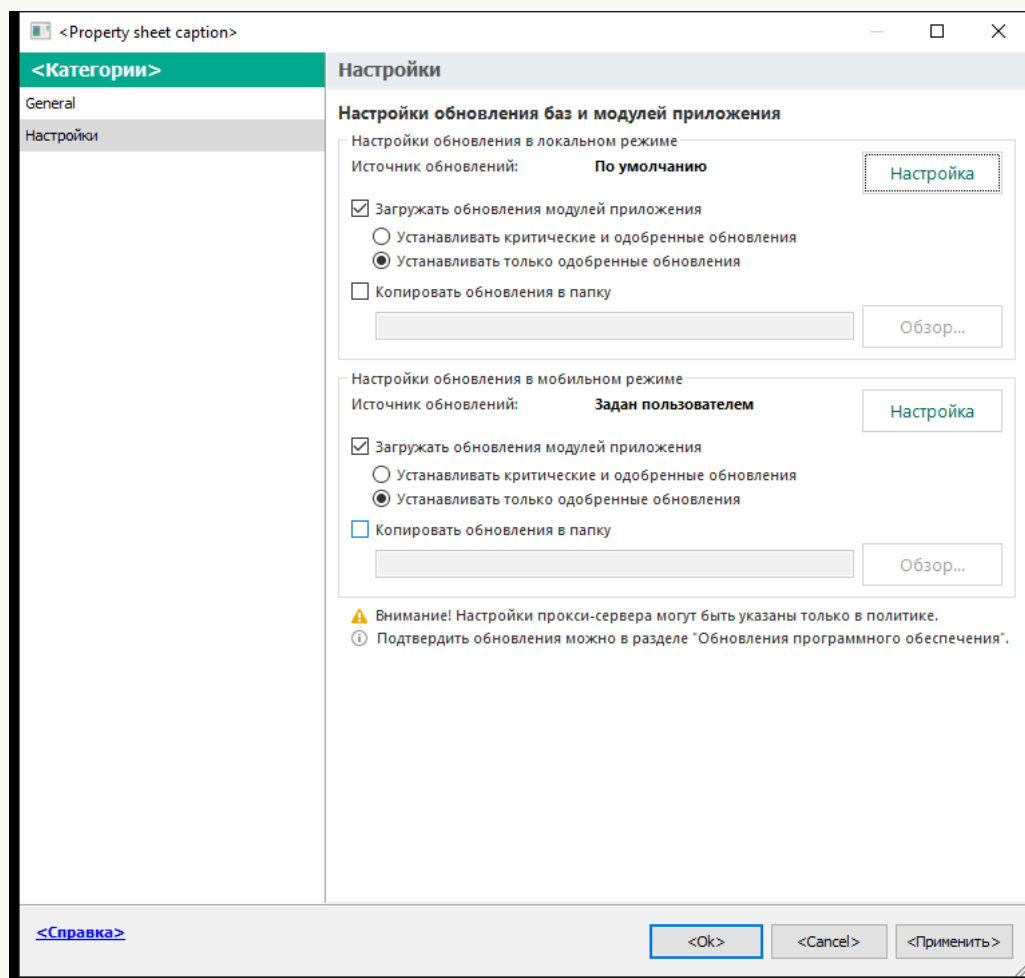 <Property sheet caption>
<Категории>
General
Настройки
Настройки
Настройки обновления баз и модулей приложения
Настройки обновления в локальном режиме
Источник обновлений: По умолчанию
Настройка
Загружать обновления модулей приложения
Устанавливать критические и одобренные обновления
Устанавливать только одобренные обновления
Копировать обновления в папку
Обзор...
Настройки обновления в мобильном режиме
Источник обновлений: Задан пользователем
Настройка
Загружать обновления модулей приложения
Устанавливать критические и одобренные обновления
Устанавливать только одобренные обновления
Копировать обновления в папку
Обзор...
Внимание! Настройки прокси-сервера могут быть указаны только в политике.
Подтвердить обновления можно в разделе "Обновления программного обеспечения".
<Справка>
<Ok> <Cancel> <Применить>